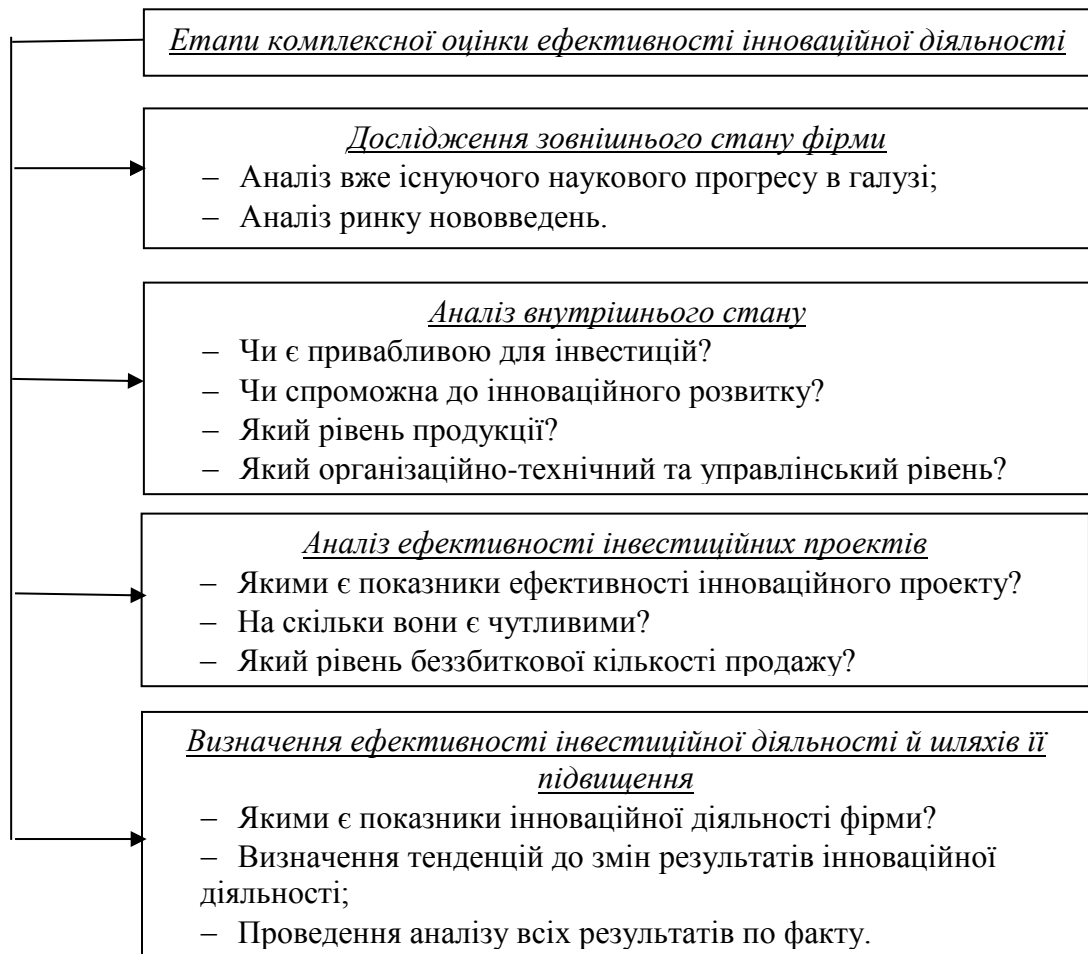 Етапи комплексної оцінки ефективності інноваційної діяльності
Дослідження зовнішнього стану фірми
− Аналіз вже існуючого наукового прогресу в галузі;
− Аналіз ринку нововведень.
Аналіз внутрішнього стану
− Чи є привабливою для інвестицій?
− Чи спроможна до інноваційного розвитку?
− Який рівень продукції?
− Який організаційно-технічний та управлінський рівень?
Аналіз ефективності інвестиційних проектів
− Якими є показники ефективності інноваційного проекту?
− На скільки вони є чутливими?
− Який рівень беззбиткової кількості продажу?
Визначення ефективності інвестиційної діяльності й шляхів її
підвищення
− Якими є показники інноваційної діяльності фірми?
− Визначення тенденцій до змін результатів інноваційної
діяльності;
− Проведення аналізу всіх результатів по факту.